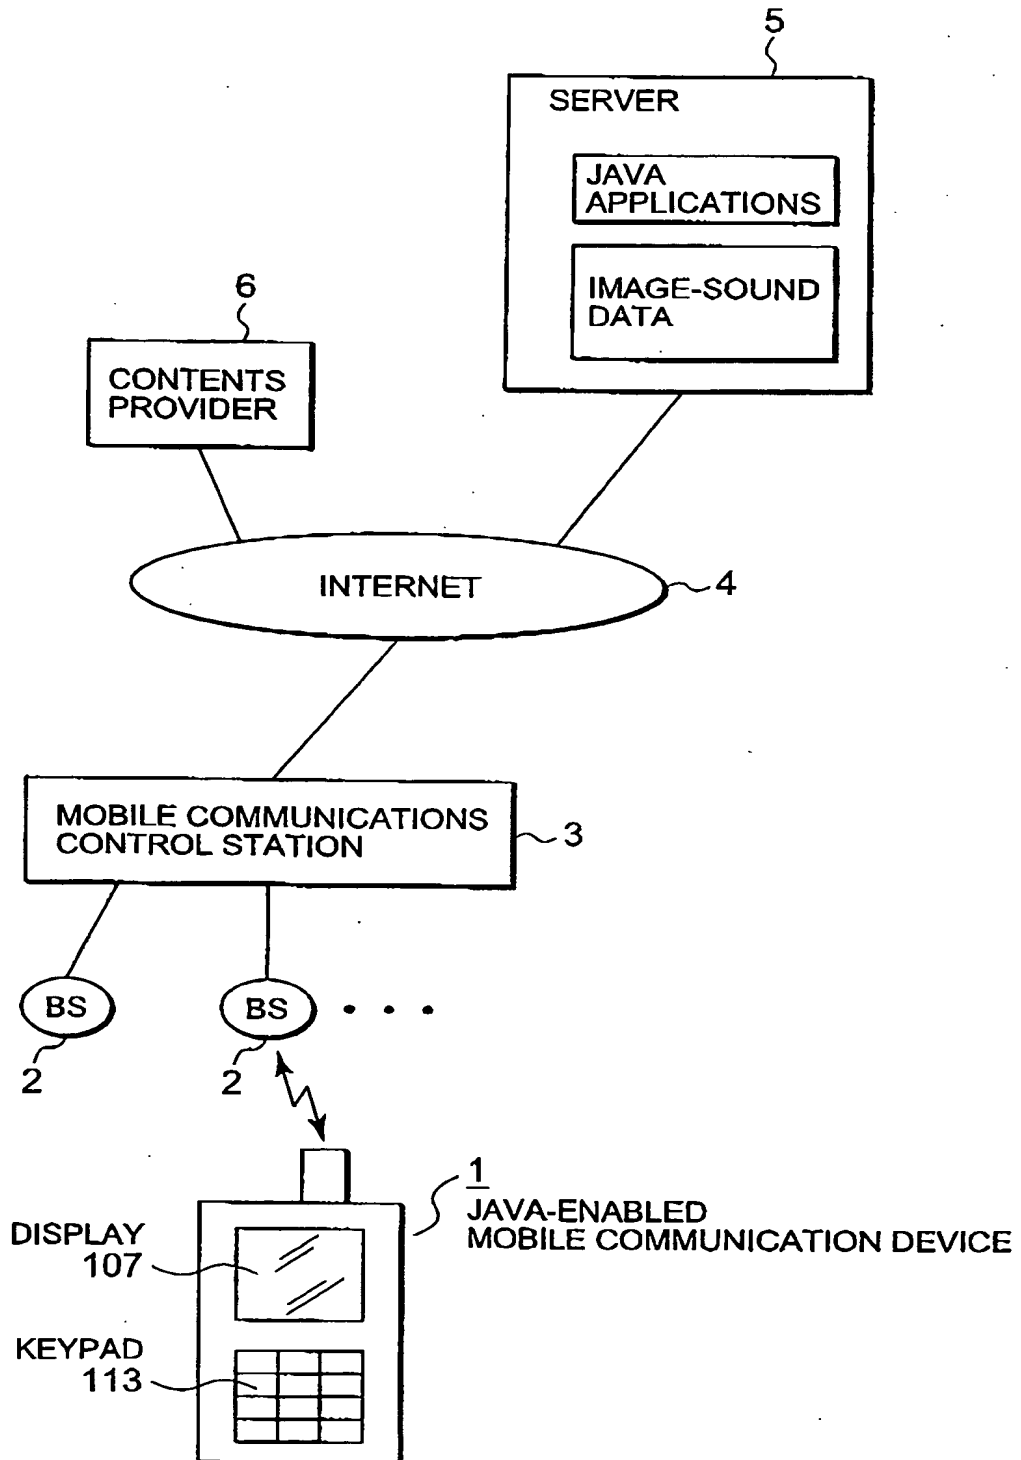 5
SERVER
JAVA
APPLICATIONS
IMAGE-SOUND
DATA
6
CONTENTS
PROVIDER
INTERNET
4
MOBILE COMMUNICATIONS
CONTROL STATION
3
BS
BS
2
2
1
JAVA-ENABLED
MOBILE COMMUNICATION DEVICE
DISPLAY
107
KEYPAD
113